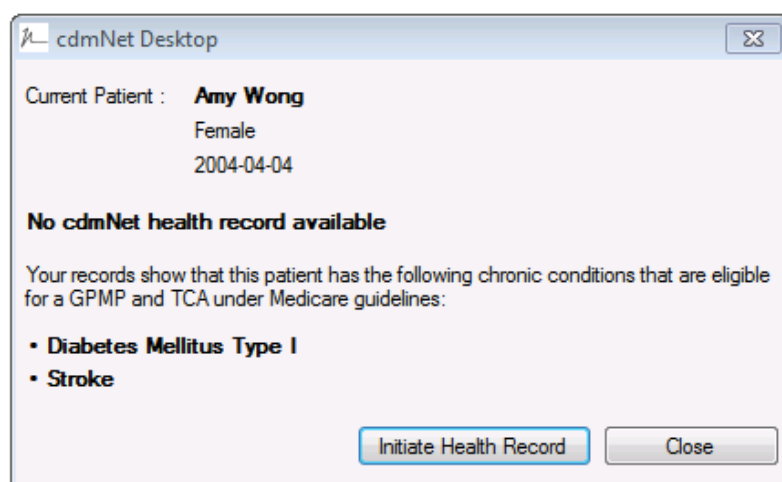 cdmNet Desktop
Current Patient : Amy Wong
Female
2004-04-04
No cdmNet health record available
Your records show that this patient has the following chronic conditions that are eligible
for a GPMP and TCA under Medicare guidelines:
• Diabetes Mellitus Type I
• Stroke
Initiate Health Record Close